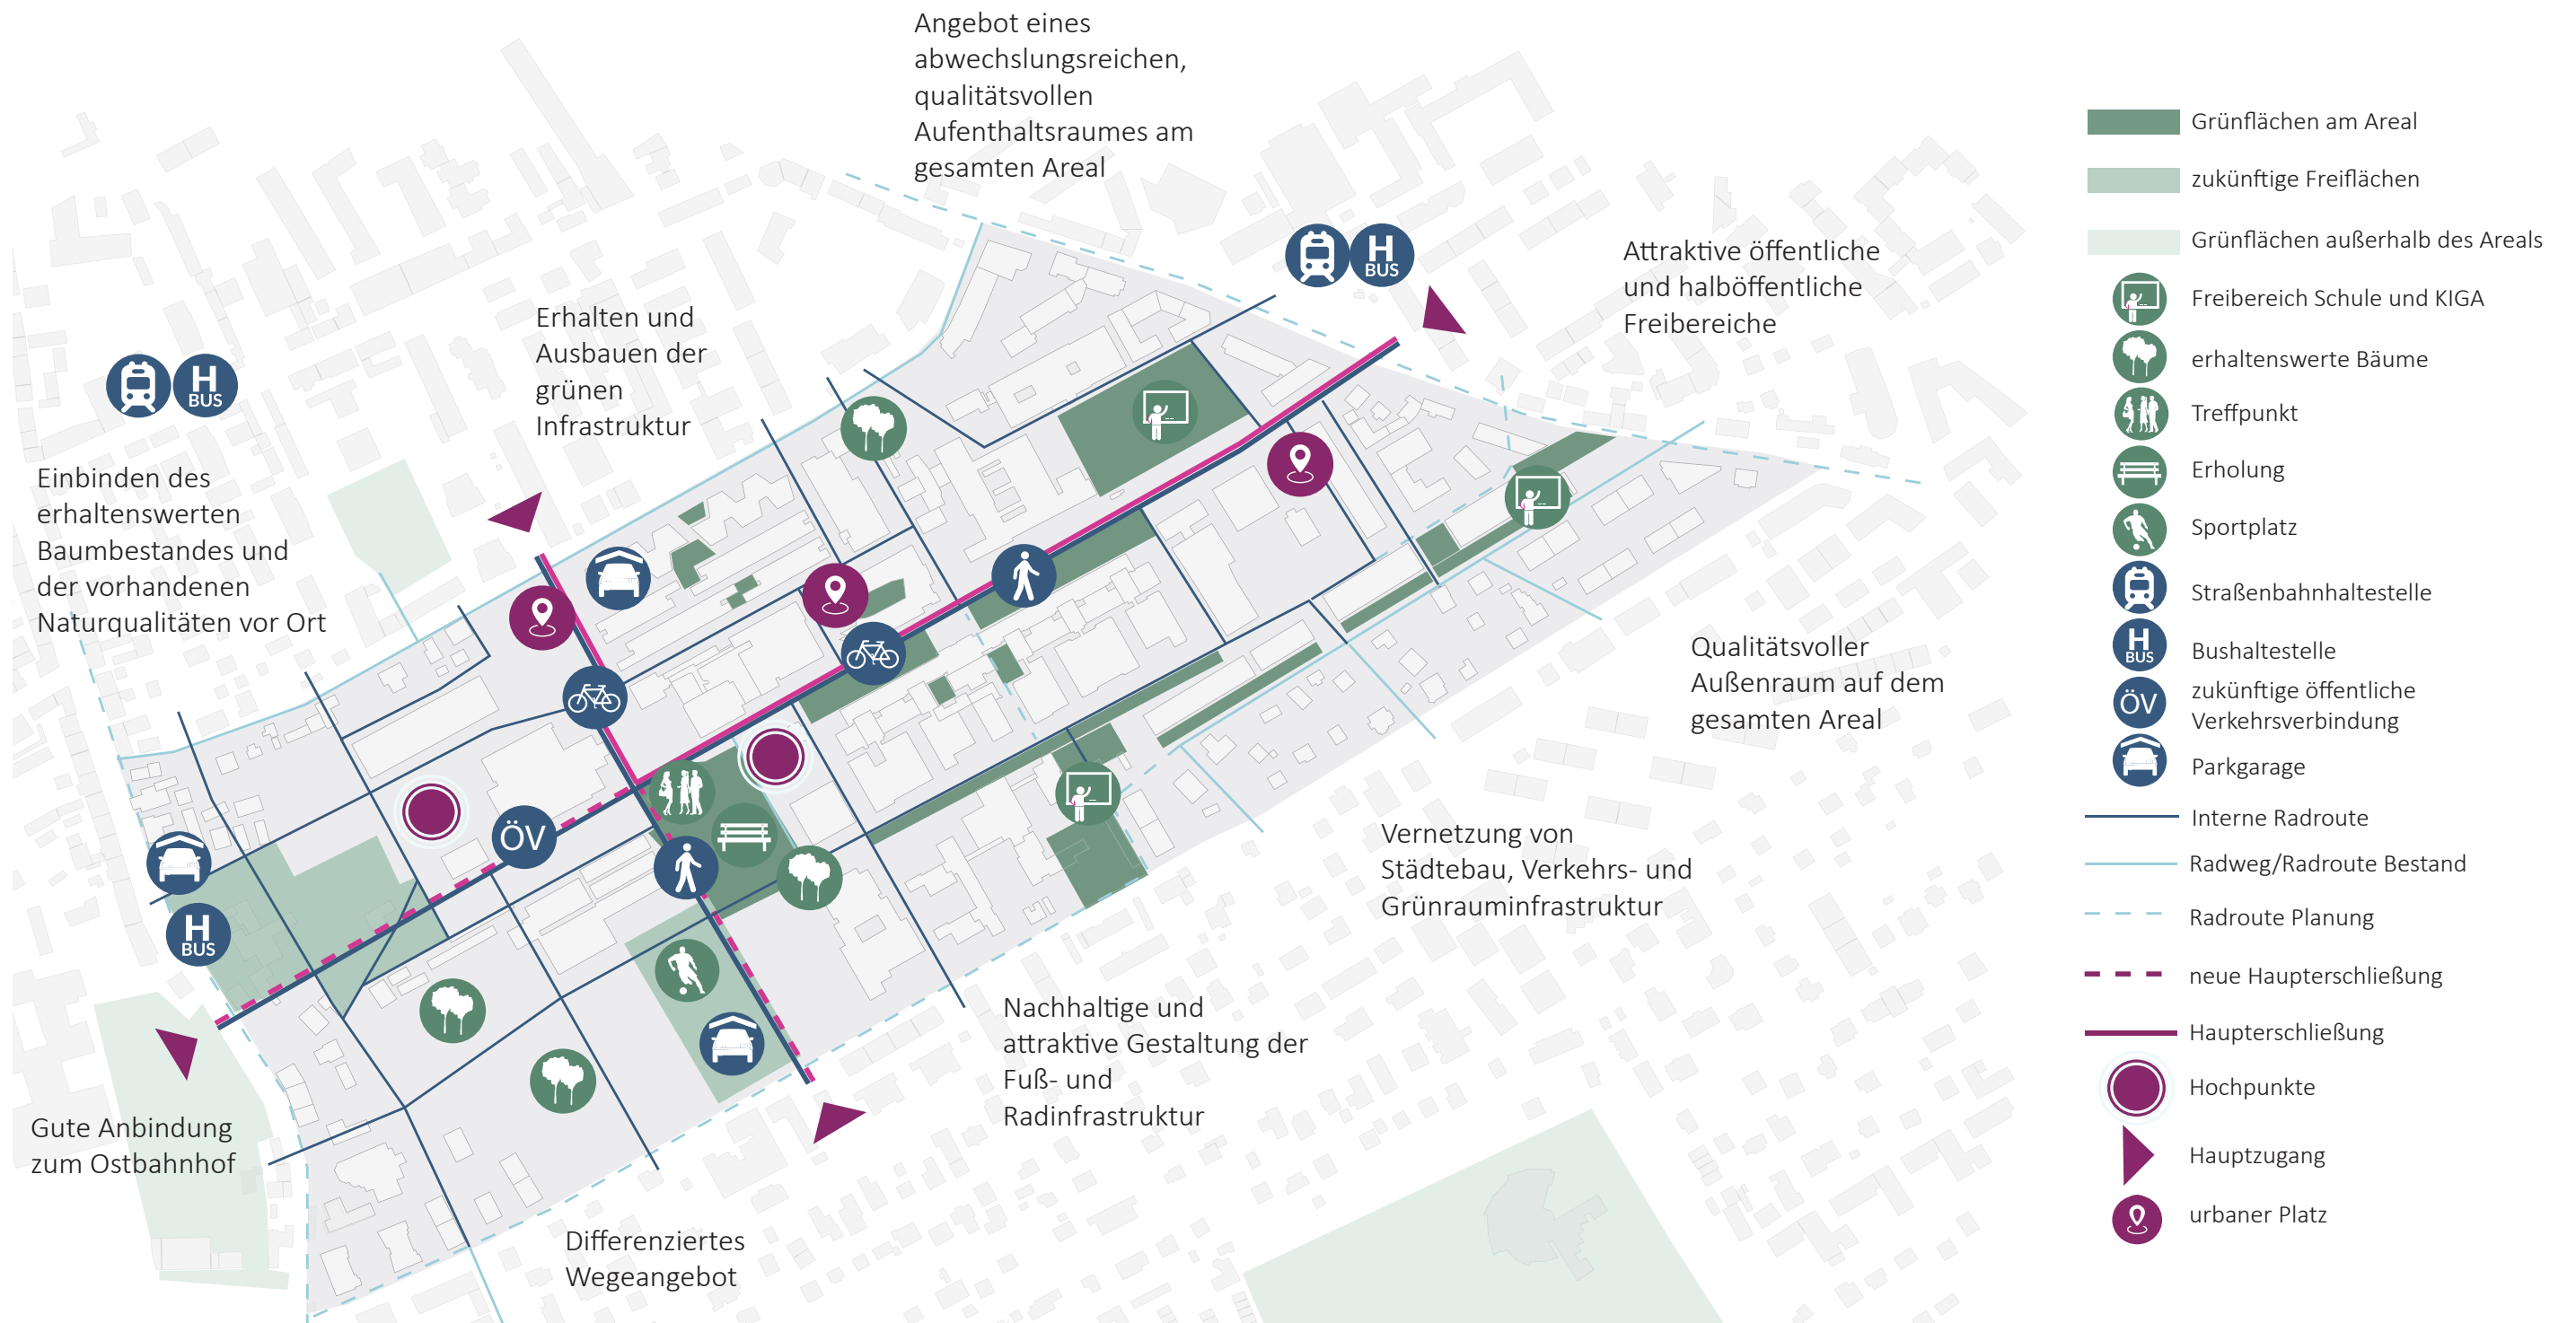 Angebot eines
abwechslungsreichen,
qualitätsvollen
Aufenthaltsraumes am
gesamten Areal
H
BUS
Attraktive öffentliche
und halböffentliche
Freibereiche
Erhalten und
Ausbauen der
grünen
Infrastruktur
H
BUS
Einbinden des
erhaltenswerten
Baumbestandes und
der vorhandenen
Naturqualitäten vor Ort
Qualitätsvoller
Außenraum auf dem
gesamten Areal
ÖV
Vernetzung von
Städtebau, Verkehrs- und
Grünrauminfrastruktur
H
BUS
Nachhaltige und
attraktive Gestaltung der
Fuß- und
Radinfrastruktur
Gute Anbindung
zum Ostbahnhof
Differenziertes
Wegeangebot
Grünflächen am Areal
zukünftige Freiflächen
Grünflächen außerhalb des Areals
Freibereich Schule und KIGA
erhaltenswerte Bäume
Treffpunkt
Erholung
Sportplatz
Straßenbahnhaltestelle
H
BUS
Bushaltestelle
ÖV
zukünftige öffentliche
Verkehrsverbindung
Parkgarage
Interne Radroute
Radweg/Radroute Bestand
Radroute Planung
neue Haupterschließung
Haupterschließung
Hochpunkte
Hauptzugang
urbaner Platz